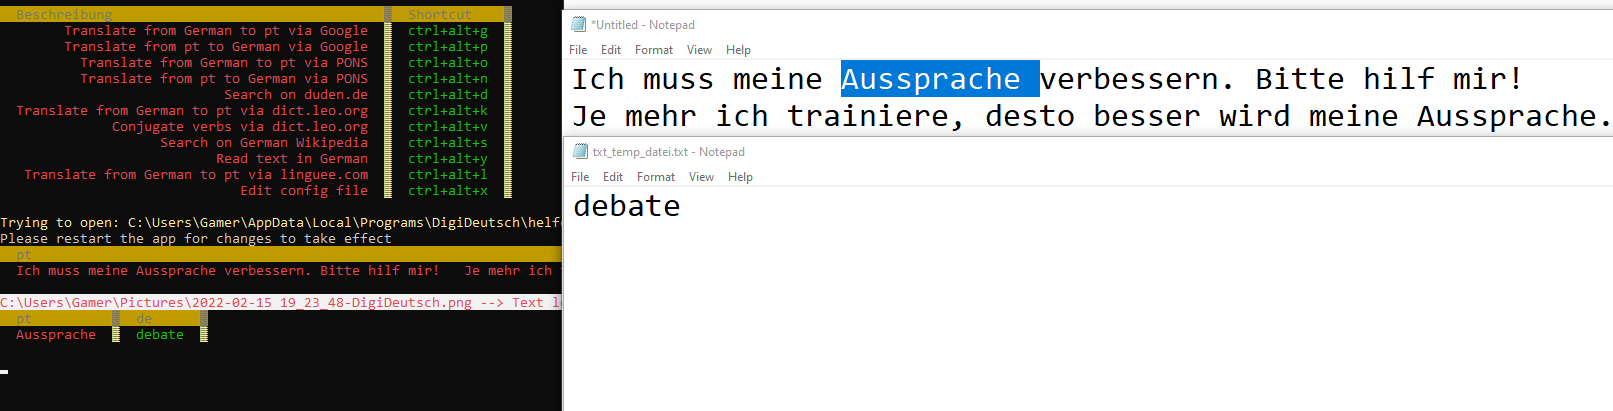 Beschreibung Shortcut
Translate from German to pt via Google ctrl+alt+g
Translate from pt to German via Google ctrl+alt+p
Translate from German to pt via PONS ctrl+alt+o
Translate from pt to German via PONS ctrl+alt+n
Search on duden.de ctrl+alt+d
Translate from German to pt via dict.leo.org ctrl+alt+k
Conjugate verbs via dict.leo.org ctrl+alt+v
Search on German Wikipedia ctrl+alt+s
Read text in German ctrl+alt+y
Translate from German to pt via linguee.com ctrl+alt+l
Edit config file ctrl+alt+x
Trying to open: C:\Users\Gamer\AppData\Local\Programs\DigiDeutsch\helfe
Please restart the app for changes to take effect
pt
Ich muss meine Aussprache verbessern. Bitte hilf mir! Je mehr ich
C:\Users\Gamer\Pictures\2022-02-15 19_23_48-DigiDeutsch.png --> Text
pt de
Aussprache debate
*Untitled - Notepad
File Edit Format View Help
Ich muss meine Aussprache verbessern. Bitte hilf mir!
Je mehr ich trainiere, desto besser wird meine Aussprache.
txt_temp_datei.txt - Notepad
File Edit Format View Help
debate